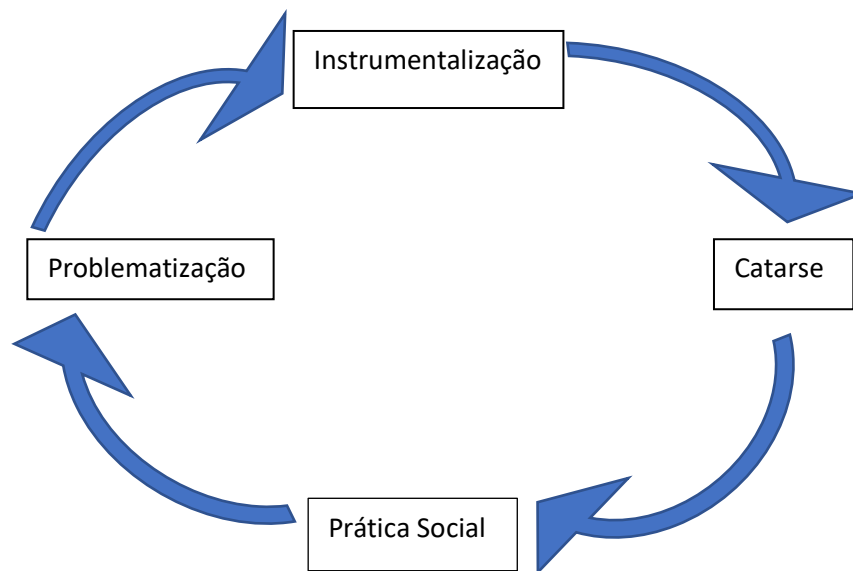 Instrumentalização
Problematização
Catarse
Prática Social